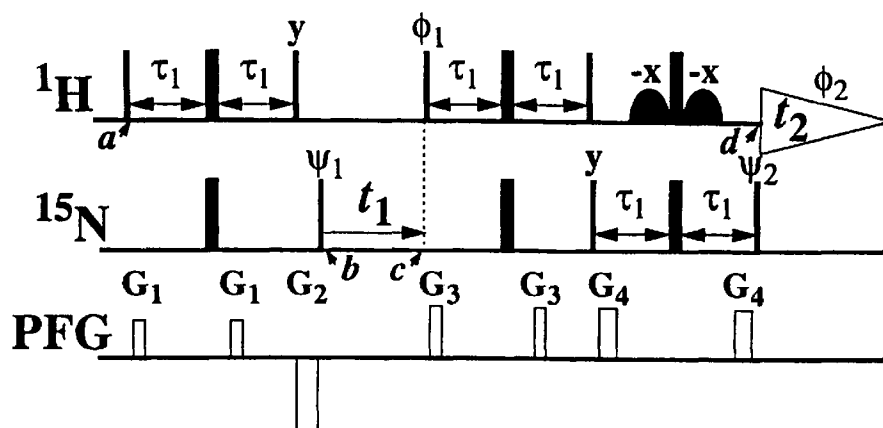 y ϕ₁
¹H τ₁ τ₁ τ₁ τ₁ -x -x ϕ₂
a d t₂
ψ₁ y ψ₂
¹⁵N t₁ τ₁ τ₁
b c
G₁ G₁ G₂ G₃ G₃ G₄ G₄
PFG